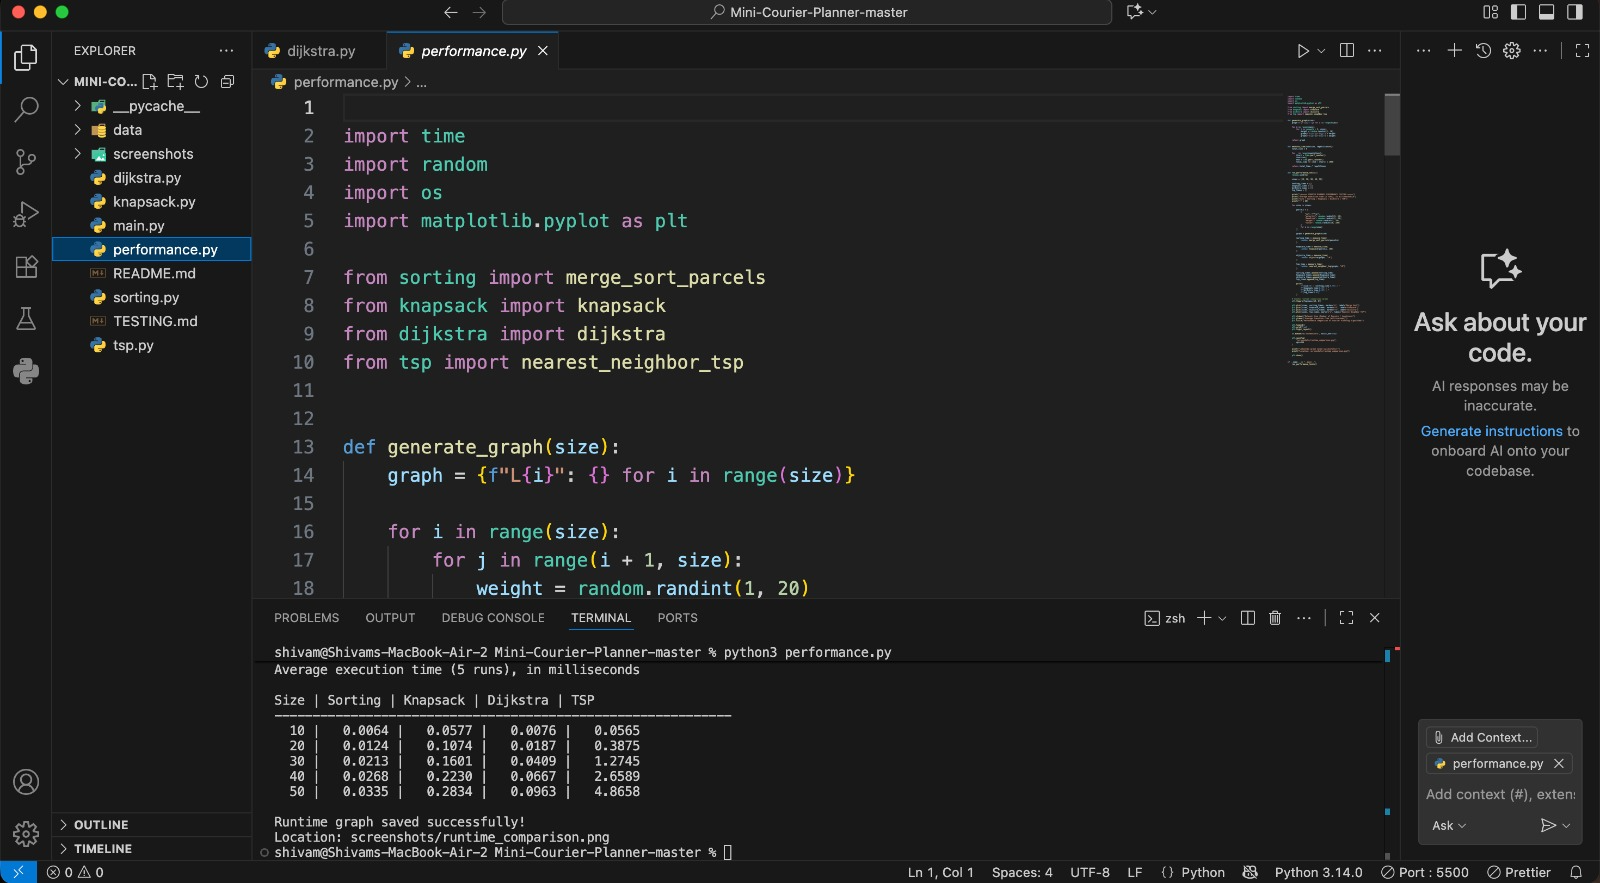 Mini-Courier-Planner-master
EXPLORER
MINI-CO...
__pycache__
data
screenshots
dijkstra.py
knapsack.py
main.py
performance.py
README.md
sorting.py
TESTING.md
tsp.py
OUTLINE
TIMELINE
dijkstra.py
performance.py
performance.py > ...
1
2 import time
3 import random
4 import os
5 import matplotlib.pyplot as plt
6
7 from sorting import merge_sort_parcels
8 from knapsack import knapsack
9 from dijkstra import dijkstra
10 from tsp import nearest_neighbor_tsp
11
12
13 def generate_graph(size):
14     graph = {f"L{i}": {} for i in range(size)}
15
16     for i in range(size):
17         for j in range(i + 1, size):
18             weight = random.randint(1, 20)
PROBLEMS OUTPUT DEBUG CONSOLE TERMINAL PORTS
zsh
shivam@Shivams-MacBook-Air-2 Mini-Courier-Planner-master % python3 performance.py
Average execution time (5 runs), in milliseconds
Size | Sorting | Knapsack | Dijkstra | TSP
------------------------------------------------------------
10 | 0.0064 | 0.0577 | 0.0076 | 0.0565
20 | 0.0124 | 0.1074 | 0.0187 | 0.3875
30 | 0.0213 | 0.1601 | 0.0409 | 1.2745
40 | 0.0268 | 0.2230 | 0.0667 | 2.6589
50 | 0.0335 | 0.2834 | 0.0963 | 4.8658
Runtime graph saved successfully!
Location: screenshots/runtime_comparison.png
shivam@Shivams-MacBook-Air-2 Mini-Courier-Planner-master %
Ask about your
code.
AI responses may be
inaccurate.
Generate instructions to
onboard AI onto your
codebase.
Add Context...
performance.py
Add context (#), exten
Ask
0 0
Ln 1, Col 1 Spaces: 4 UTF-8 LF {} Python Python 3.14.0 Port : 5500 Prettier